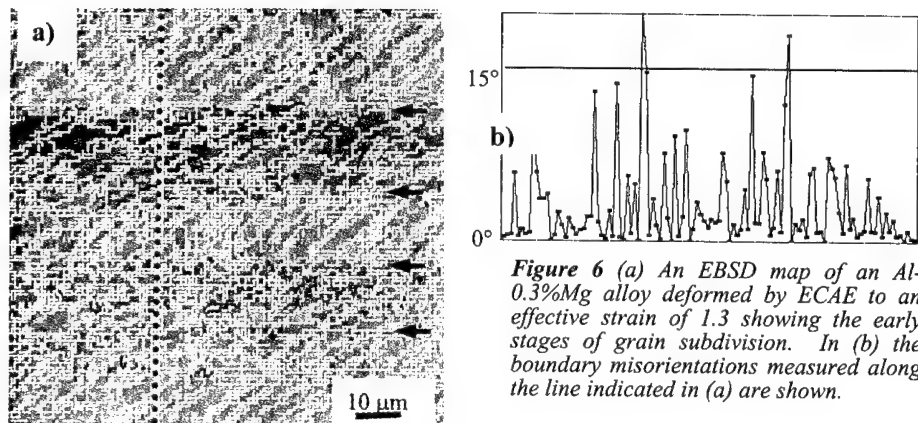 a)
10 µm
15°
b)
0°
Figure 6 (a) An EBSD map of an Al-
0.3%Mg alloy deformed by ECAE to an
effective strain of 1.3 showing the early
stages of grain subdivision. In (b) the
boundary misorientations measured along
the line indicated in (a) are shown.